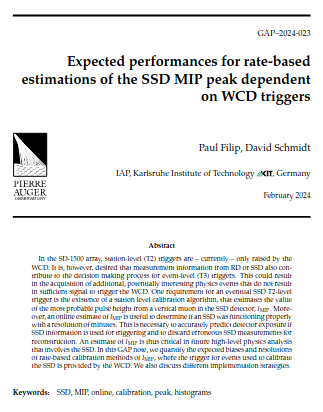 GAP–2024-023
Expected performances for rate-based
estimations of the SSD MIP peak dependent
on WCD triggers
Paul Filip, David Schmidt
PIERRE
AUGER
OBSERVATORY
IAP, Karlsruhe Institute of Technology KIT, Germany
February 2024
Abstract
In the SD-1500 array, station-level (T2) triggers are – currently – only raised by the
WCD. It is, however, desired that measurement information from RD or SSD also con-
tribute to the decision making process for event-level (T3) triggers. This could result
in the acquisition of additional, potentially interesting physics events that do not result
in sufficient signal to trigger the WCD. One requirement for an eventual SSD T2-level
trigger is the existence of a station level calibration algorithm, that estimates the value
of the most probable pulse height from a vertical muon in the SSD detector, IMIP. More-
over, an online estimate of IMIP is useful to determine if an SSD was functioning properly
with a resolution of minutes. This is necessary to accurately predict detector exposure if
SSD information is used for triggering and to discard erroneous SSD measurements for
reconstruction. An estimate of IMIP is thus critical in future high-level physics analysis
that involves the SSD. In this GAP note, we quantify the expected biases and resolutions
of rate-based calibration methods of IMIP, where the trigger for events used to calibrate
the SSD is provided by the WCD. We also discuss different implementation strategies.
Keywords: SSD, MIP, online, calibration, peak, histograms